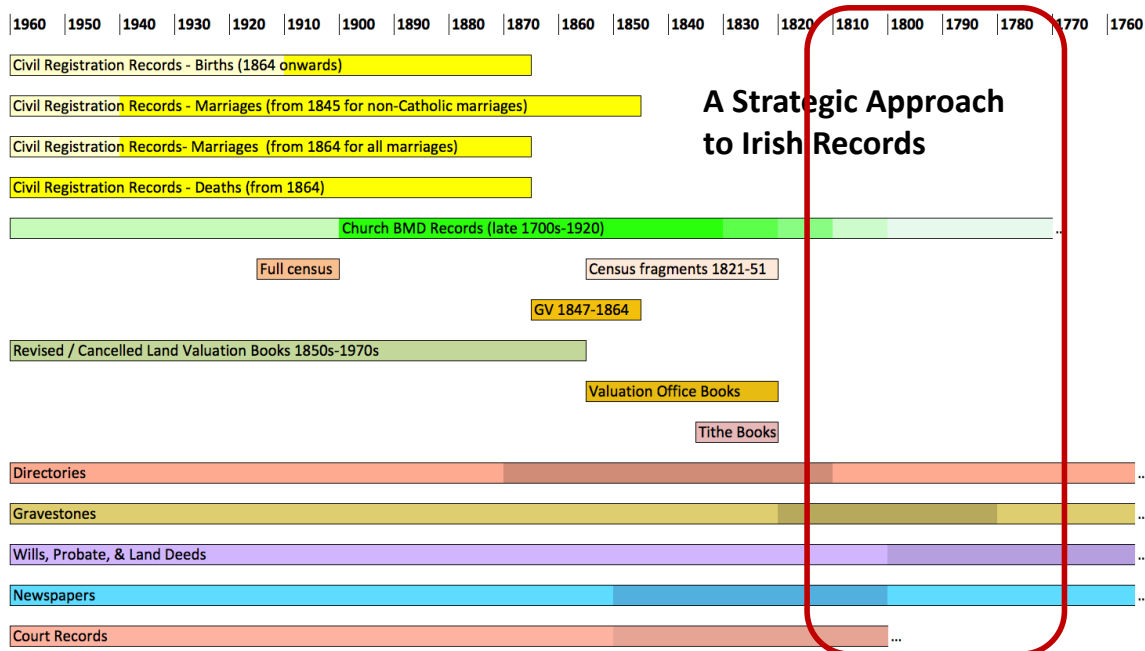 1960 1950 1940 1930 1920 1910 1900 1890 1880 1870 1860 1850 1840 1830 1820 1810 1800 1790 1780 1770 1760
Civil Registration Records - Births (1864 onwards)
A Strategic Approach
to Irish Records
Civil Registration Records - Marriages (from 1845 for non-Catholic marriages)
Civil Registration Records- Marriages (from 1864 for all marriages)
Civil Registration Records - Deaths (from 1864)
Church BMD Records (late 1700s-1920) ..
Full census Census fragments 1821-51
GV 1847-1864
Revised / Cancelled Land Valuation Books 1850s-1970s
Valuation Office Books
Tithe Books
Directories ...
Gravestones ...
Wills, Probate, & Land Deeds ...
Newspapers ...
Court Records ...